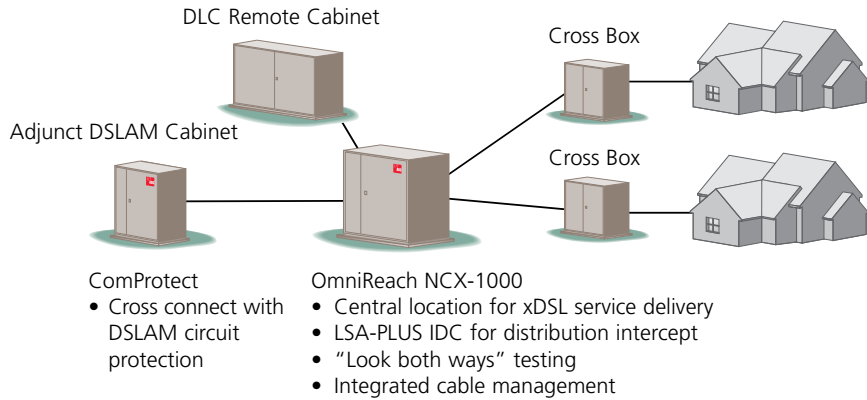 DLC Remote Cabinet
Cross Box
Adjunct DSLAM Cabinet
Cross Box
ComProtect
• Cross connect with
DSLAM circuit
protection
OmniReach NCX-1000
• Central location for xDSL service delivery
• LSA-PLUS IDC for distribution intercept
• “Look both ways” testing
• Integrated cable management